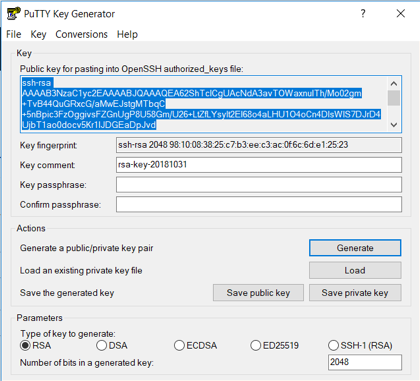 PuTTY Key Generator
?
File Key Conversions Help
Key
Public key for pasting into OpenSSH authorized_keys file:
ssh-rsa
AAAAB3NzaC1yc2EAAAABJQAAAQEA62ShTclCgUAcNdA3avTOWaxnulTh/Mo02gm
+TvB44QuGRxcG/aMwEJstgMTbqC
+5nBpic3FzOggivsFZGnUgP8U58Gm/U26+LtZfLYsylt2El68o4aLHU1O4oCn4DlsWIS7DJrD4
UjbT1ao0docv5Kr1IJDGEaDpJvd
Key fingerprint:
ssh-rsa 2048 98:10:08:38:25:c7:b3:ee:c3:ac:0f:6c:6d:e1:25:23
Key comment:
rsa-key-20181031
Key passphrase:
Confirm passphrase:
Actions
Generate a public/private key pair
Generate
Load an existing private key file
Load
Save the generated key
Save public key
Save private key
Parameters
Type of key to generate:
RSA DSA ECDSA ED25519 SSH-1 (RSA)
Number of bits in a generated key:
2048